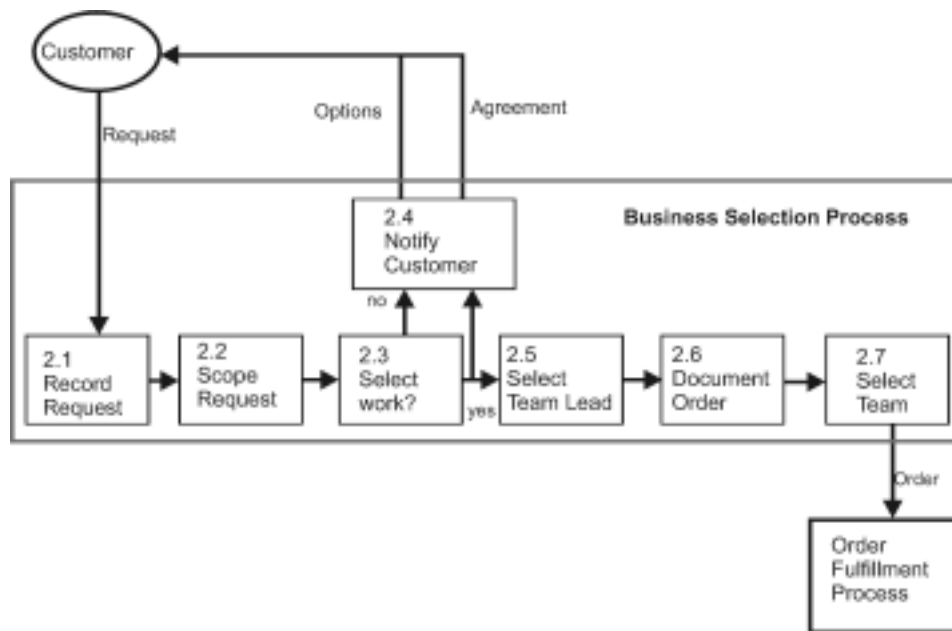 Customer
Options
Agreement
Request
Business Selection Process
2.4
Notify
Customer
no
2.1
Record
Request
2.2
Scope
Request
2.3
Select
work?
yes
2.5
Select
Team Lead
2.6
Document
Order
2.7
Select
Team
Order
Order
Fulfillment
Process